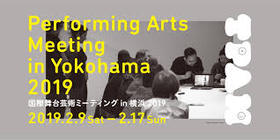 Performing Arts
Meeting
in Yokohama
2019
国際舞台芸術ミーティング in 横浜 2019
2019.2.9 Sat – 2.17 Sun
TPAM